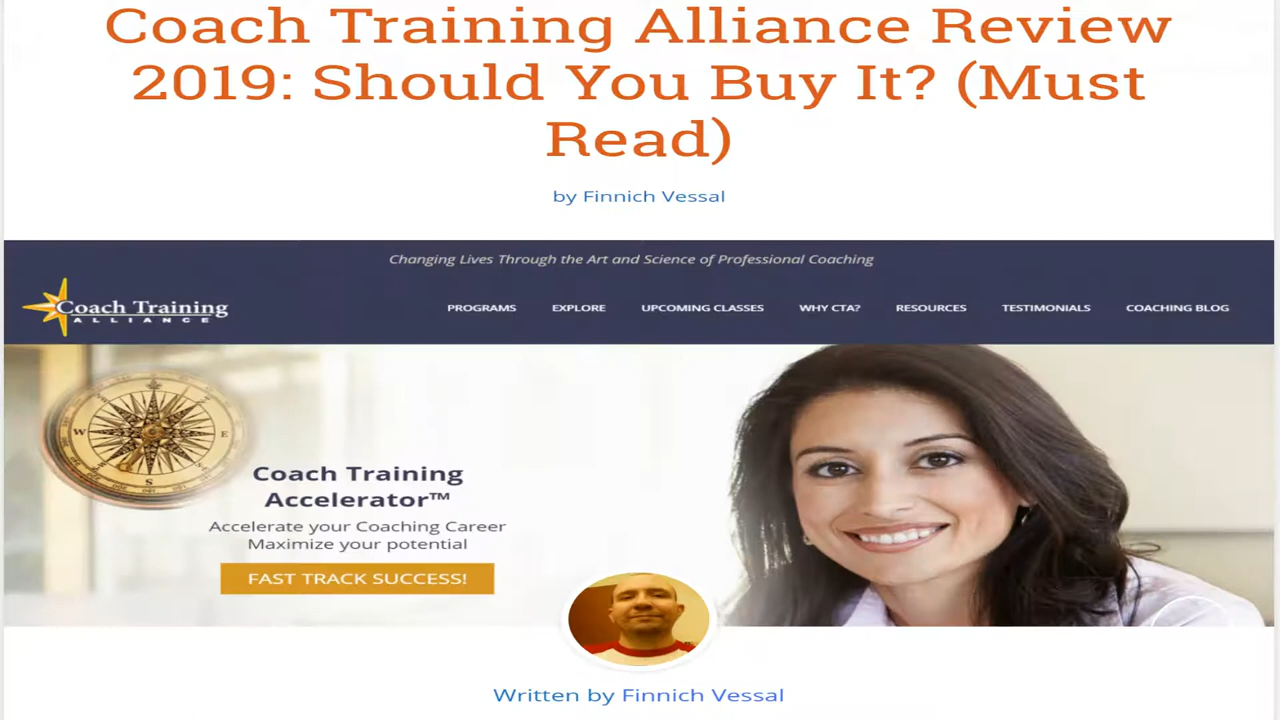 Coach Training Alliance Review
2019: Should You Buy It? (Must
Read)
by Finnich Vessal
Changing Lives Through the Art and Science of Professional Coaching
Coach Training
ALLIANCE
PROGRAMS EXPLORE UPCOMING CLASSES WHY CTA? RESOURCES TESTIMONIALS COACHING BLOG
W E
S
Coach Training
Accelerator™
Accelerate your Coaching Career
Maximize your potential
FAST TRACK SUCCESS!
Written by Finnich Vessal